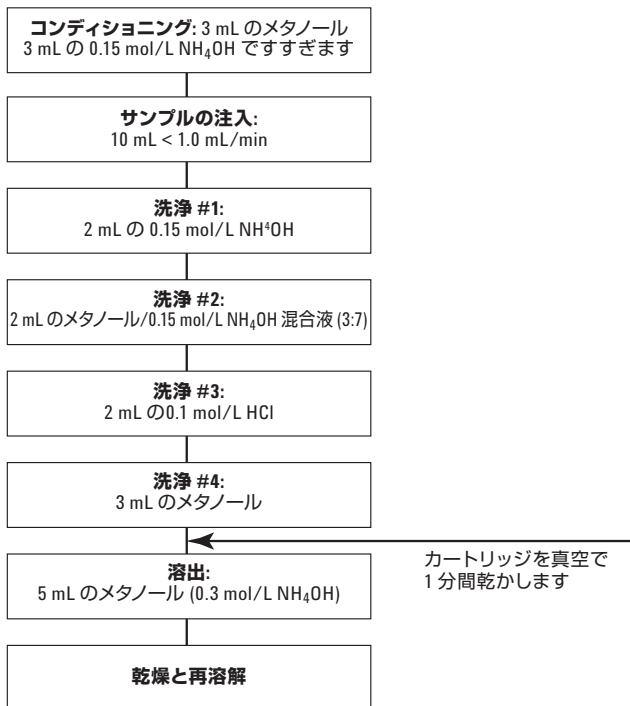 コンディショニング: 3 mL のメタノール
3 mL の 0.15 mol/L NH₄OH ですすぎます
サンプルの注入:
10 mL < 1.0 mL/min
洗浄 #1:
2 mL の 0.15 mol/L NH⁴OH
洗浄 #2:
2 mL のメタノール/0.15 mol/L NH₄OH 混合液 (3:7)
洗浄 #3:
2 mL の0.1 mol/L HCl
洗浄 #4:
3 mL のメタノール
カートリッジを真空で
1 分間乾かします
溶出:
5 mL のメタノール (0.3 mol/L NH₄OH)
乾燥と再溶解